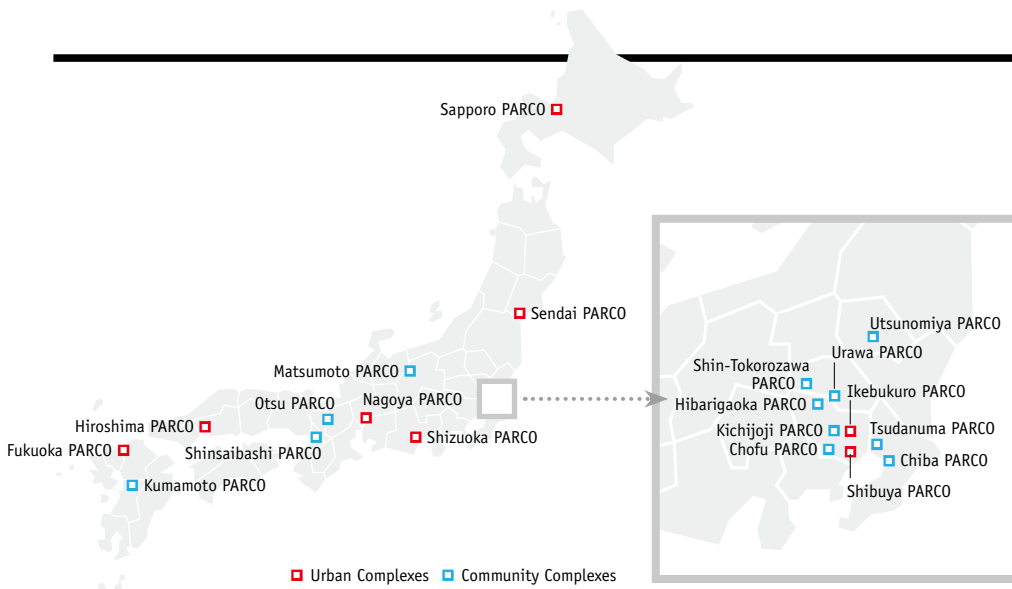 Sapporo PARCO
Sendai PARCO
Matsumoto PARCO
Otsu PARCO
Nagoya PARCO
Hiroshima PARCO
Shizuoka PARCO
Fukuoka PARCO
Shinsaibashi PARCO
Kumamoto PARCO
Utsunomiya PARCO
Urawa PARCO
Shin-Tokorozawa
PARCO
Ikebukuro PARCO
Hibarigaoka PARCO
Kichijoji PARCO
Tsudanuma PARCO
Chofu PARCO
Chiba PARCO
Shibuya PARCO
Urban Complexes
Community Complexes